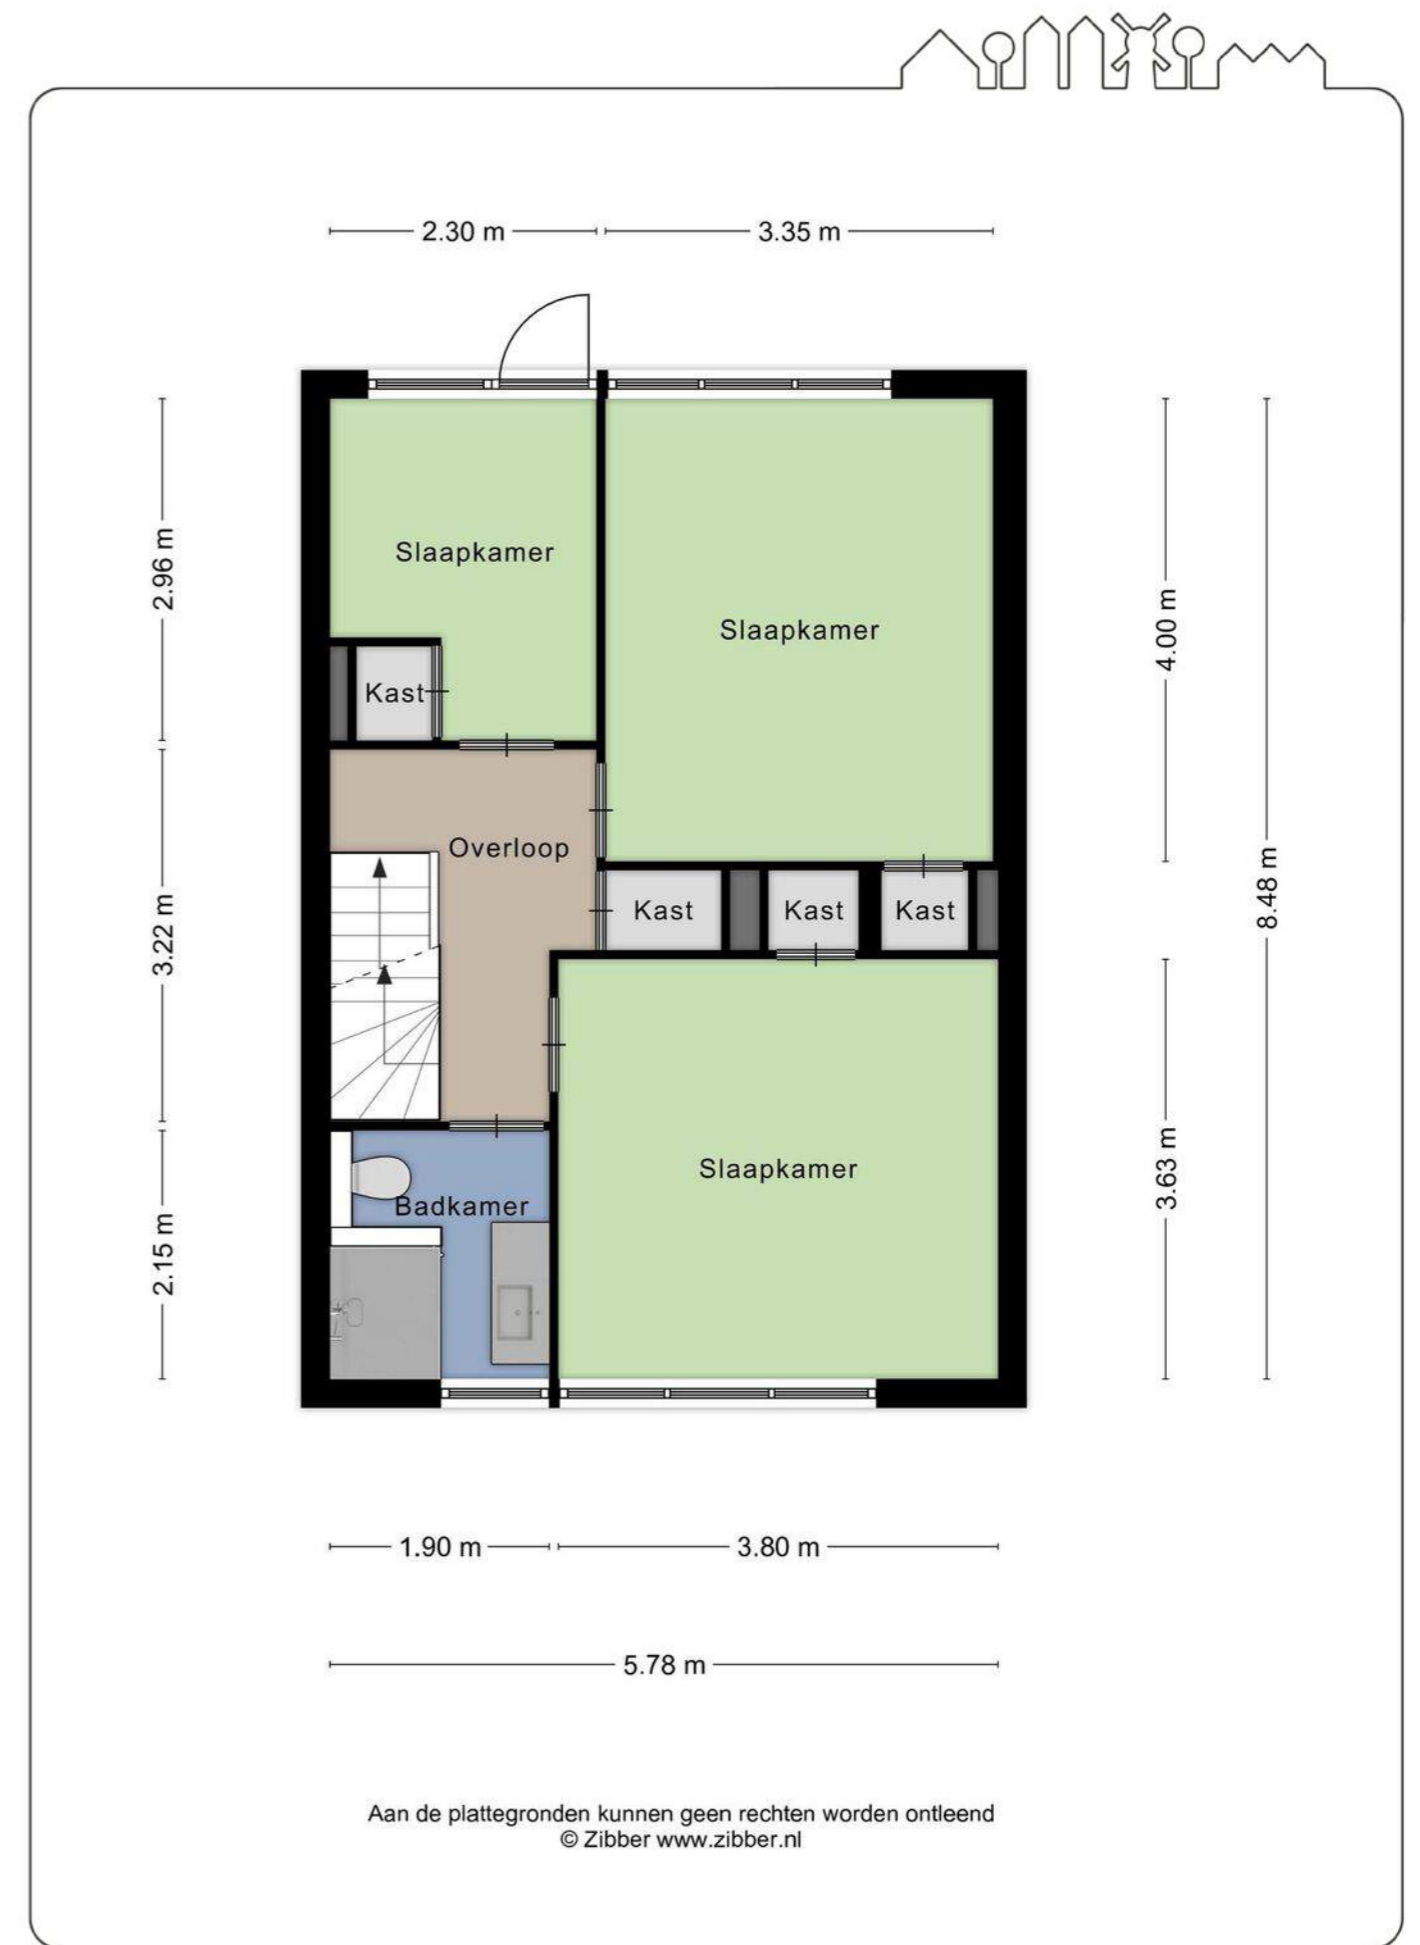 2.30 m
3.35 m
2.96 m
Slaapkamer
Slaapkamer
4.00 m
Kast
Overloop
8.48 m
3.22 m
Kast
Kast
Kast
Slaapkamer
3.63 m
Badkamer
2.15 m
1.90 m
3.80 m
5.78 m
Aan de plattegronden kunnen geen rechten worden ontleend
© Zibber www.zibber.nl